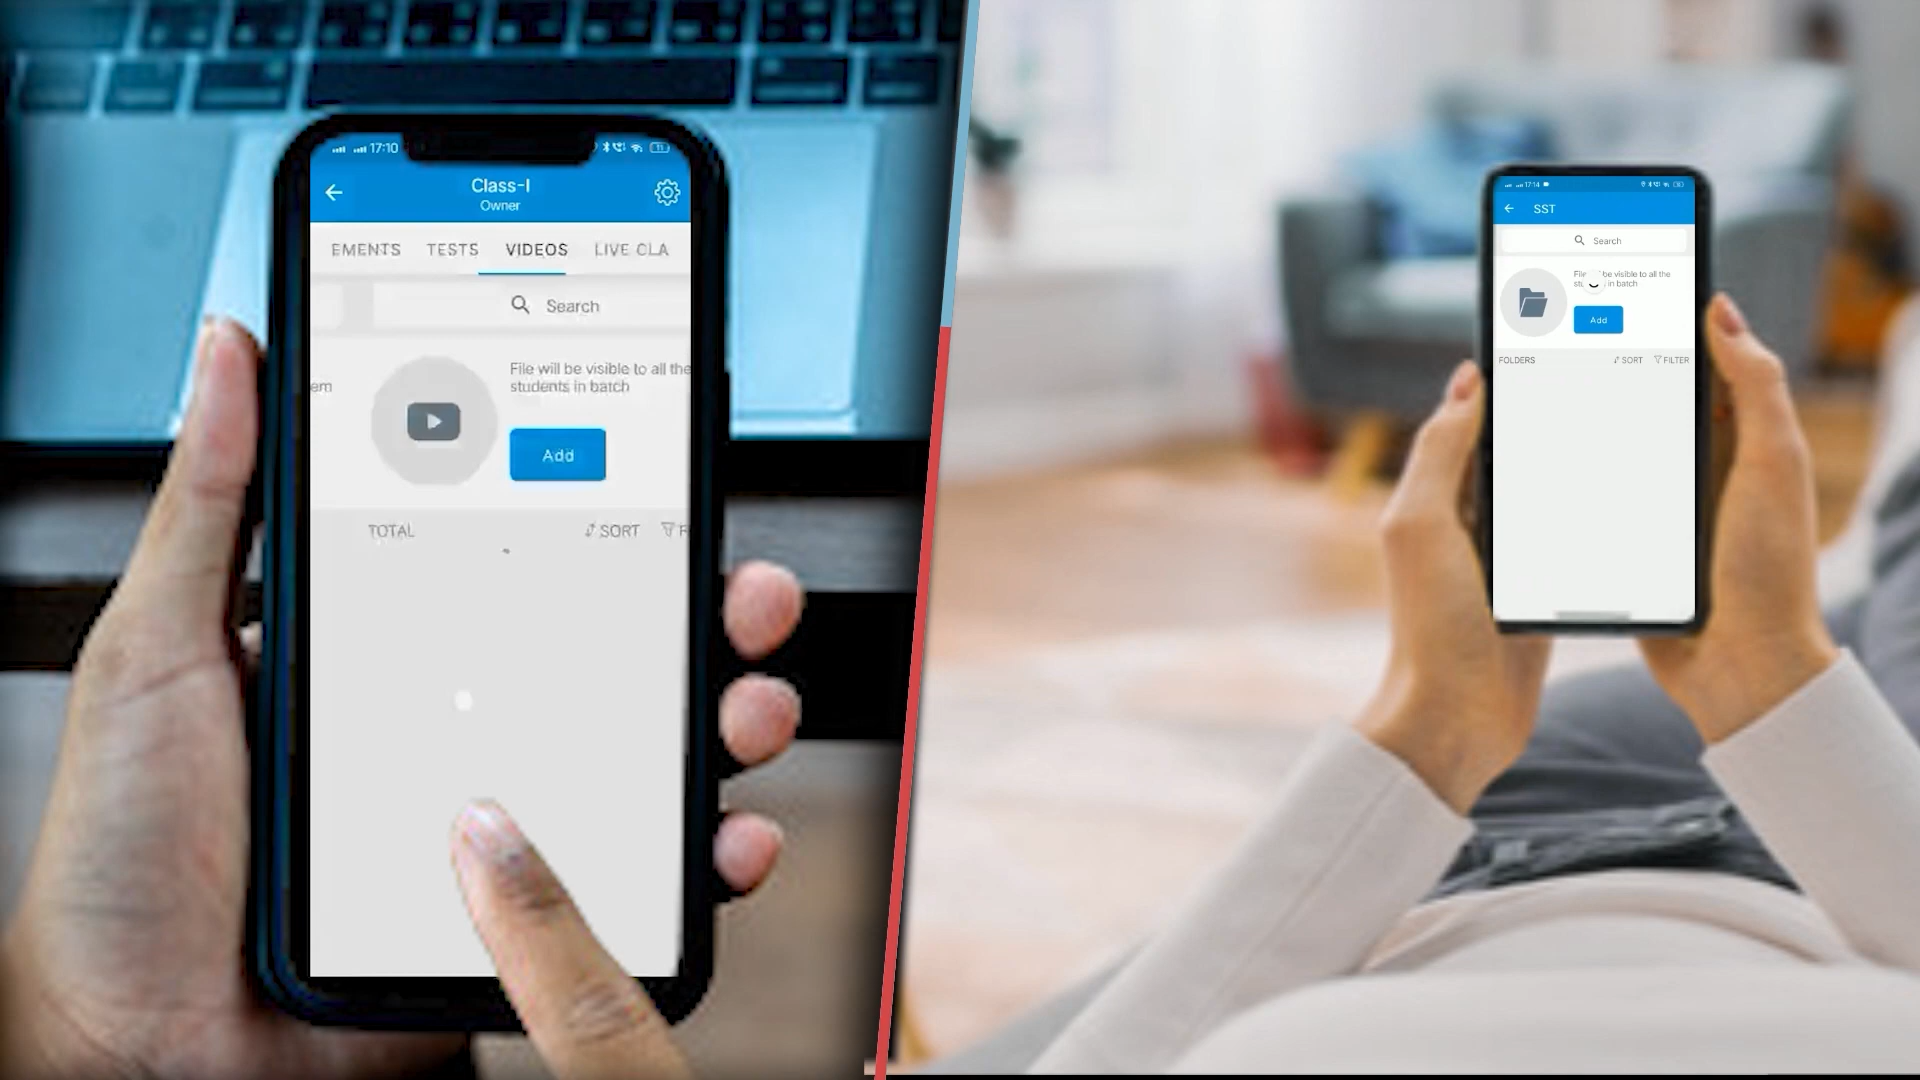 17:10
Class-I
Owner
EMENTS TESTS VIDEOS LIVE CLA
Search
em
File will be visible to all the
students in batch
Add
TOTAL SORT F
17:14
SST
Search
File be visible to all the
in batch
Add
FOLDERS SORT FILTER